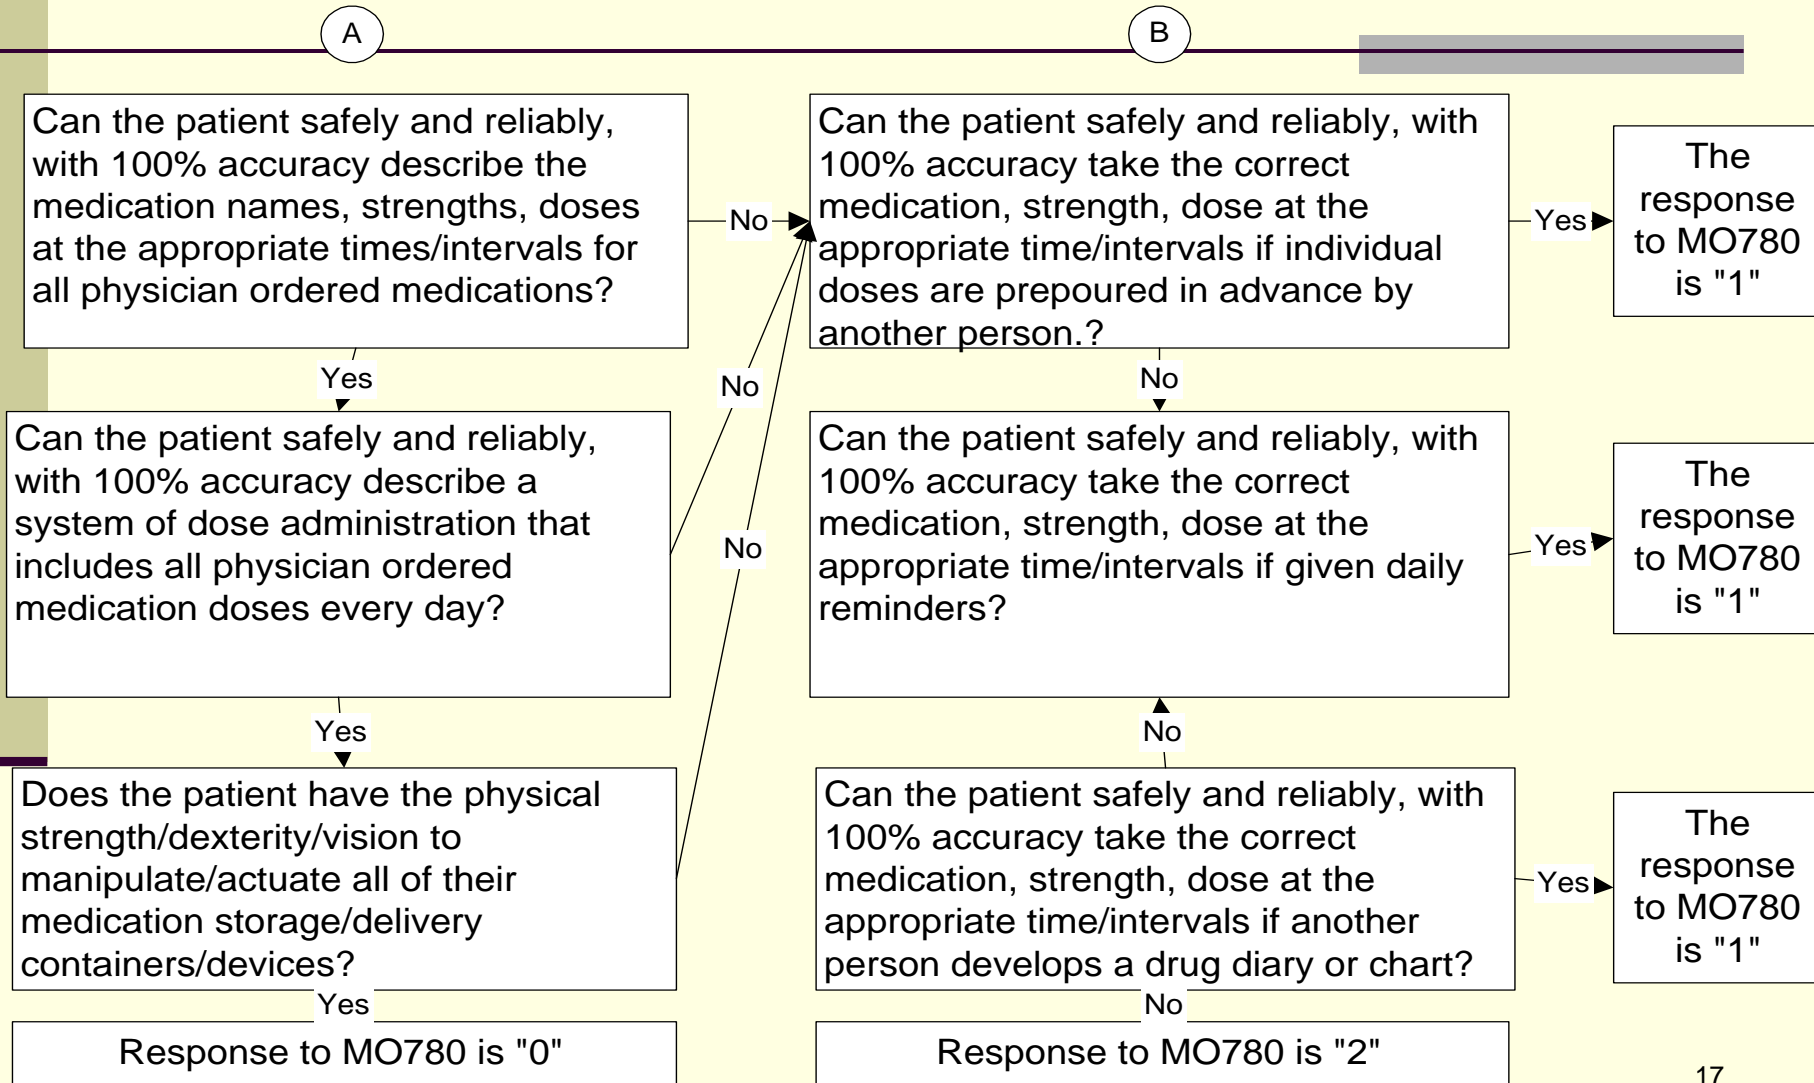 A
B
Can the patient safely and reliably,
with 100% accuracy describe the
medication names, strengths, doses
at the appropriate times/intervals for
all physician ordered medications?
No
Can the patient safely and reliably, with
100% accuracy take the correct
medication, strength, dose at the
appropriate time/intervals if individual
doses are prepoured in advance by
another person.?
Yes
The
response
to MO780
is "1"
Yes
No
No
Can the patient safely and reliably,
with 100% accuracy describe a
system of dose administration that
includes all physician ordered
medication doses every day?
No
Can the patient safely and reliably, with
100% accuracy take the correct
medication, strength, dose at the
appropriate time/intervals if given daily
reminders?
Yes
The
response
to MO780
is "1"
Yes
No
Does the patient have the physical
strength/dexterity/vision to
manipulate/actuate all of their
medication storage/delivery
containers/devices?
Can the patient safely and reliably, with
100% accuracy take the correct
medication, strength, dose at the
appropriate time/intervals if another
person develops a drug diary or chart?
Yes
The
response
to MO780
is "1"
Yes
No
Response to MO780 is "0"
Response to MO780 is "2"
17